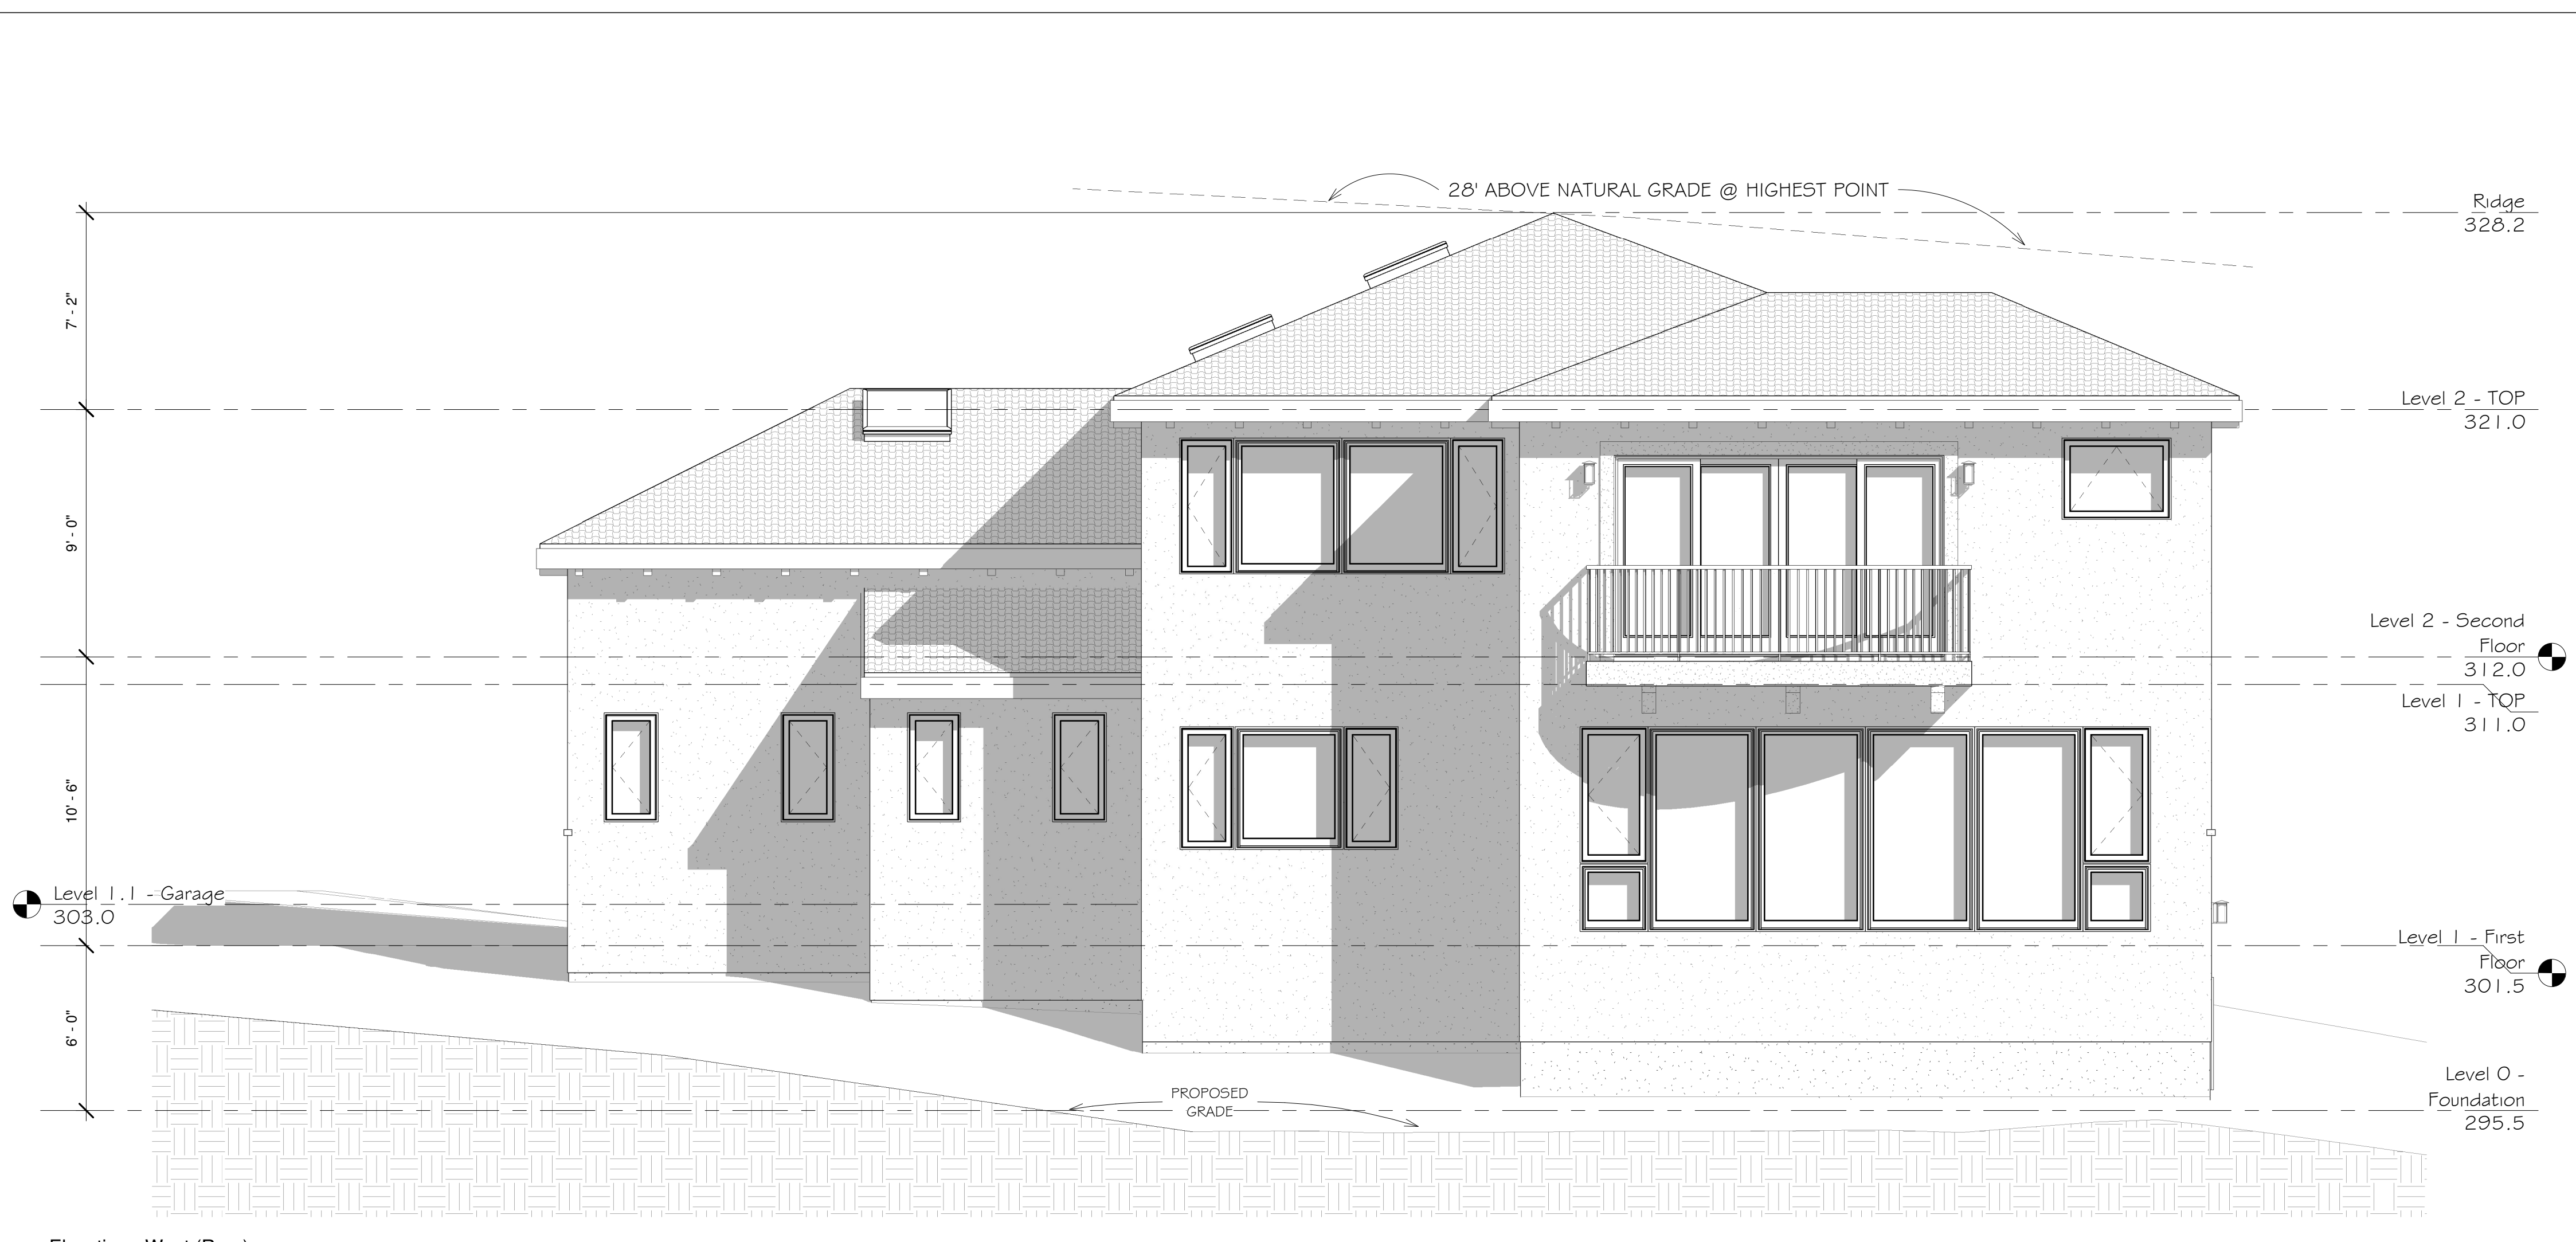 28' ABOVE NATURAL GRADE @ HIGHEST POINT
Ridge
328.2
7' - 2"
Level 2 - TOP
321.0
9' - 0"
Level 2 - Second
Floor
312.0
Level 1 - TOP
311.0
10' - 6"
Level 1.1 - Garage
303.0
Level 1 - First
Floor
301.5
6' - 0"
Level 0 -
Foundation
295.5
PROPOSED
GRADE